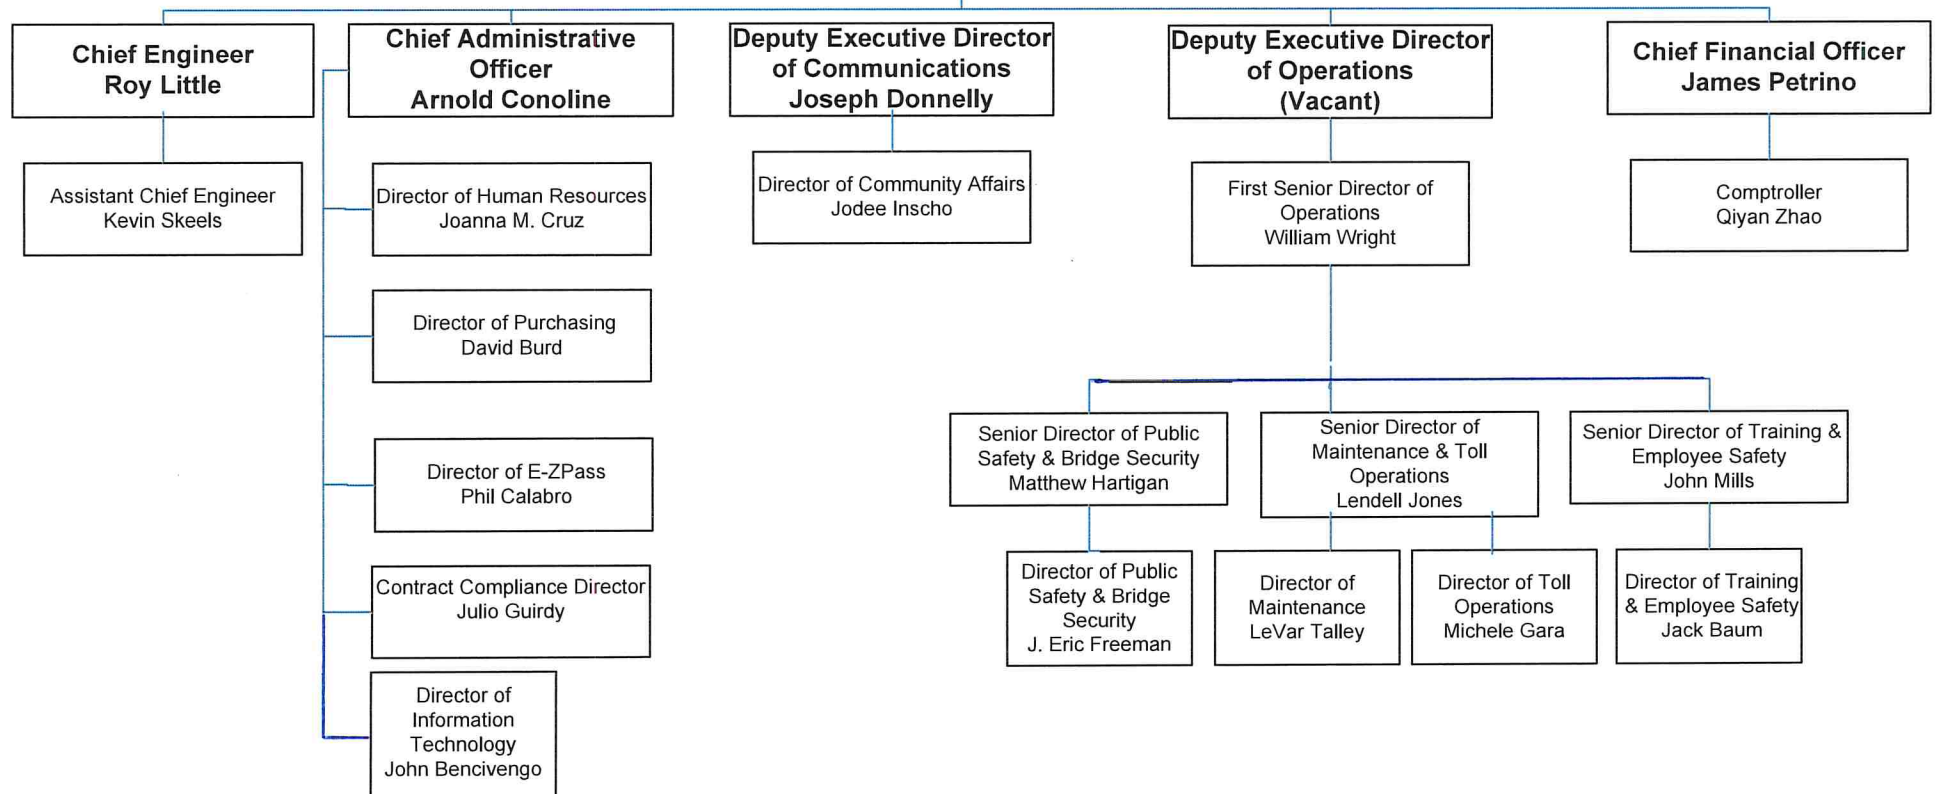 Chief Engineer
Roy Little
Chief Administrative
Officer
Arnold Conoline
Deputy Executive Director
of Communications
Joseph Donnelly
Deputy Executive Director
of Operations
(Vacant)
Chief Financial Officer
James Petrino
Assistant Chief Engineer
Kevin Skeels
Director of Human Resources
Joanna M. Cruz
Director of Purchasing
David Burd
Director of E-ZPass
Phil Calabro
Contract Compliance Director
Julio Guirdy
Director of
Information
Technology
John Bencivengo
Director of Community Affairs
Jodee Inscho
First Senior Director of
Operations
William Wright
Comptroller
Qiyan Zhao
Senior Director of Public
Safety & Bridge Security
Matthew Hartigan
Senior Director of
Maintenance & Toll
Operations
Lendell Jones
Senior Director of Training &
Employee Safety
John Mills
Director of Public
Safety & Bridge
Security
J. Eric Freeman
Director of
Maintenance
LeVar Talley
Director of Toll
Operations
Michele Gara
Director of Training
& Employee Safety
Jack Baum